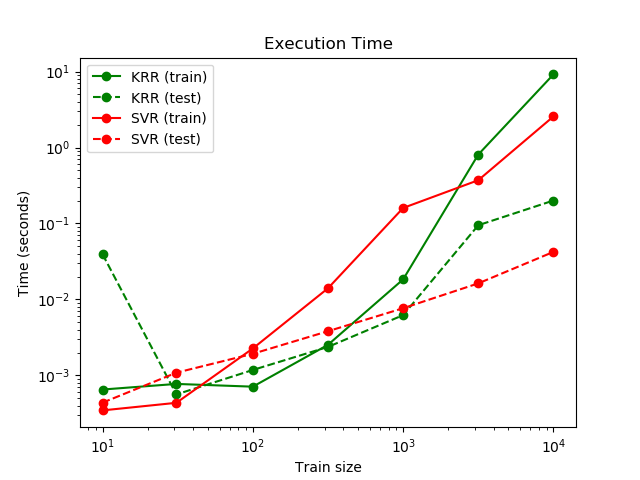 Execution Time
KRR (train)
KRR (test)
SVR (train)
SVR (test)
10¹
10⁰
10⁻¹
10⁻²
10⁻³
Time (seconds)
10¹ 10² 10³ 10⁴
Train size